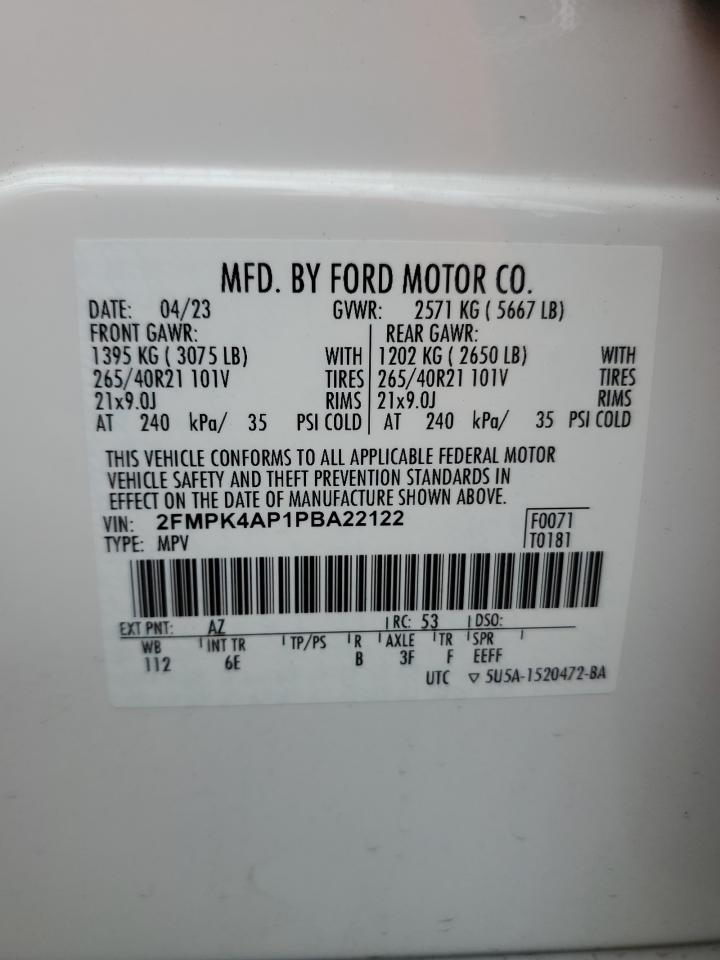 MFD. BY FORD MOTOR CO.
DATE: 04/23 GVWR: 2571 KG ( 5667 LB)
FRONT GAWR: REAR GAWR:
1395 KG ( 3075 LB) WITH 1202 KG ( 2650 LB) WITH
265/40R21 101V TIRES 265/40R21 101V TIRES
21x9.0J RIMS 21x9.0J RIMS
AT 240 kPa/ 35 PSI COLD AT 240 kPa/ 35 PSI COLD
THIS VEHICLE CONFORMS TO ALL APPLICABLE FEDERAL MOTOR
VEHICLE SAFETY AND THEFT PREVENTION STANDARDS IN
EFFECT ON THE DATE OF MANUFACTURE SHOWN ABOVE.
VIN: 2FMPK4AP1PBA22122 F0071
TYPE: MPV T0181
EXT PNT: AZ RC: 53 DSO:
WB INT TR TP/PS R AXLE TR SPR
112 6E B 3F F EEFF
UTC ▽ 5U5A-1520472-BA